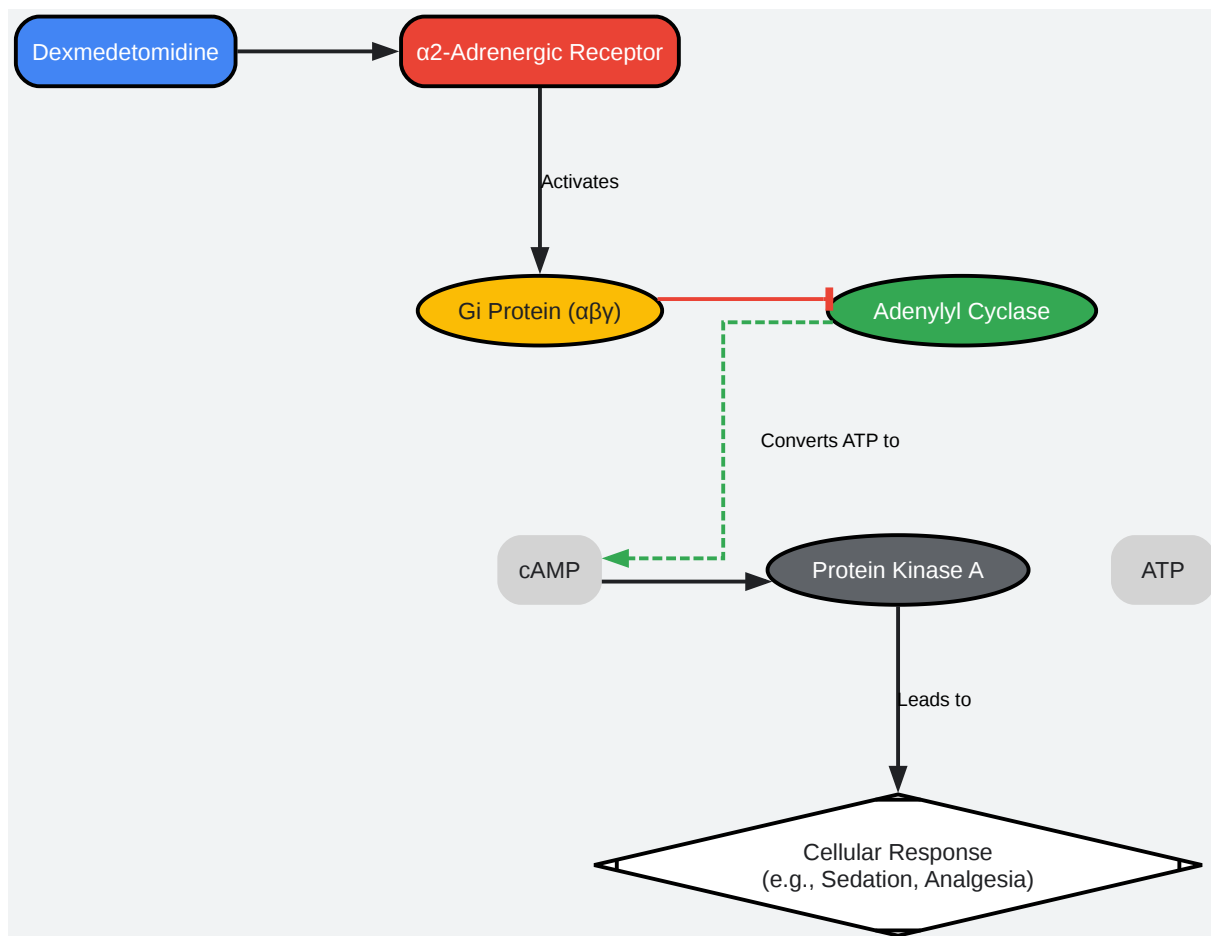 Dexmedetomidine
α2-Adrenergic Receptor
Activates
Gi Protein (αβγ)
Adenylyl Cyclase
Converts ATP to
cAMP
Protein Kinase A
ATP
Leads to
Cellular Response
(e.g., Sedation, Analgesia)